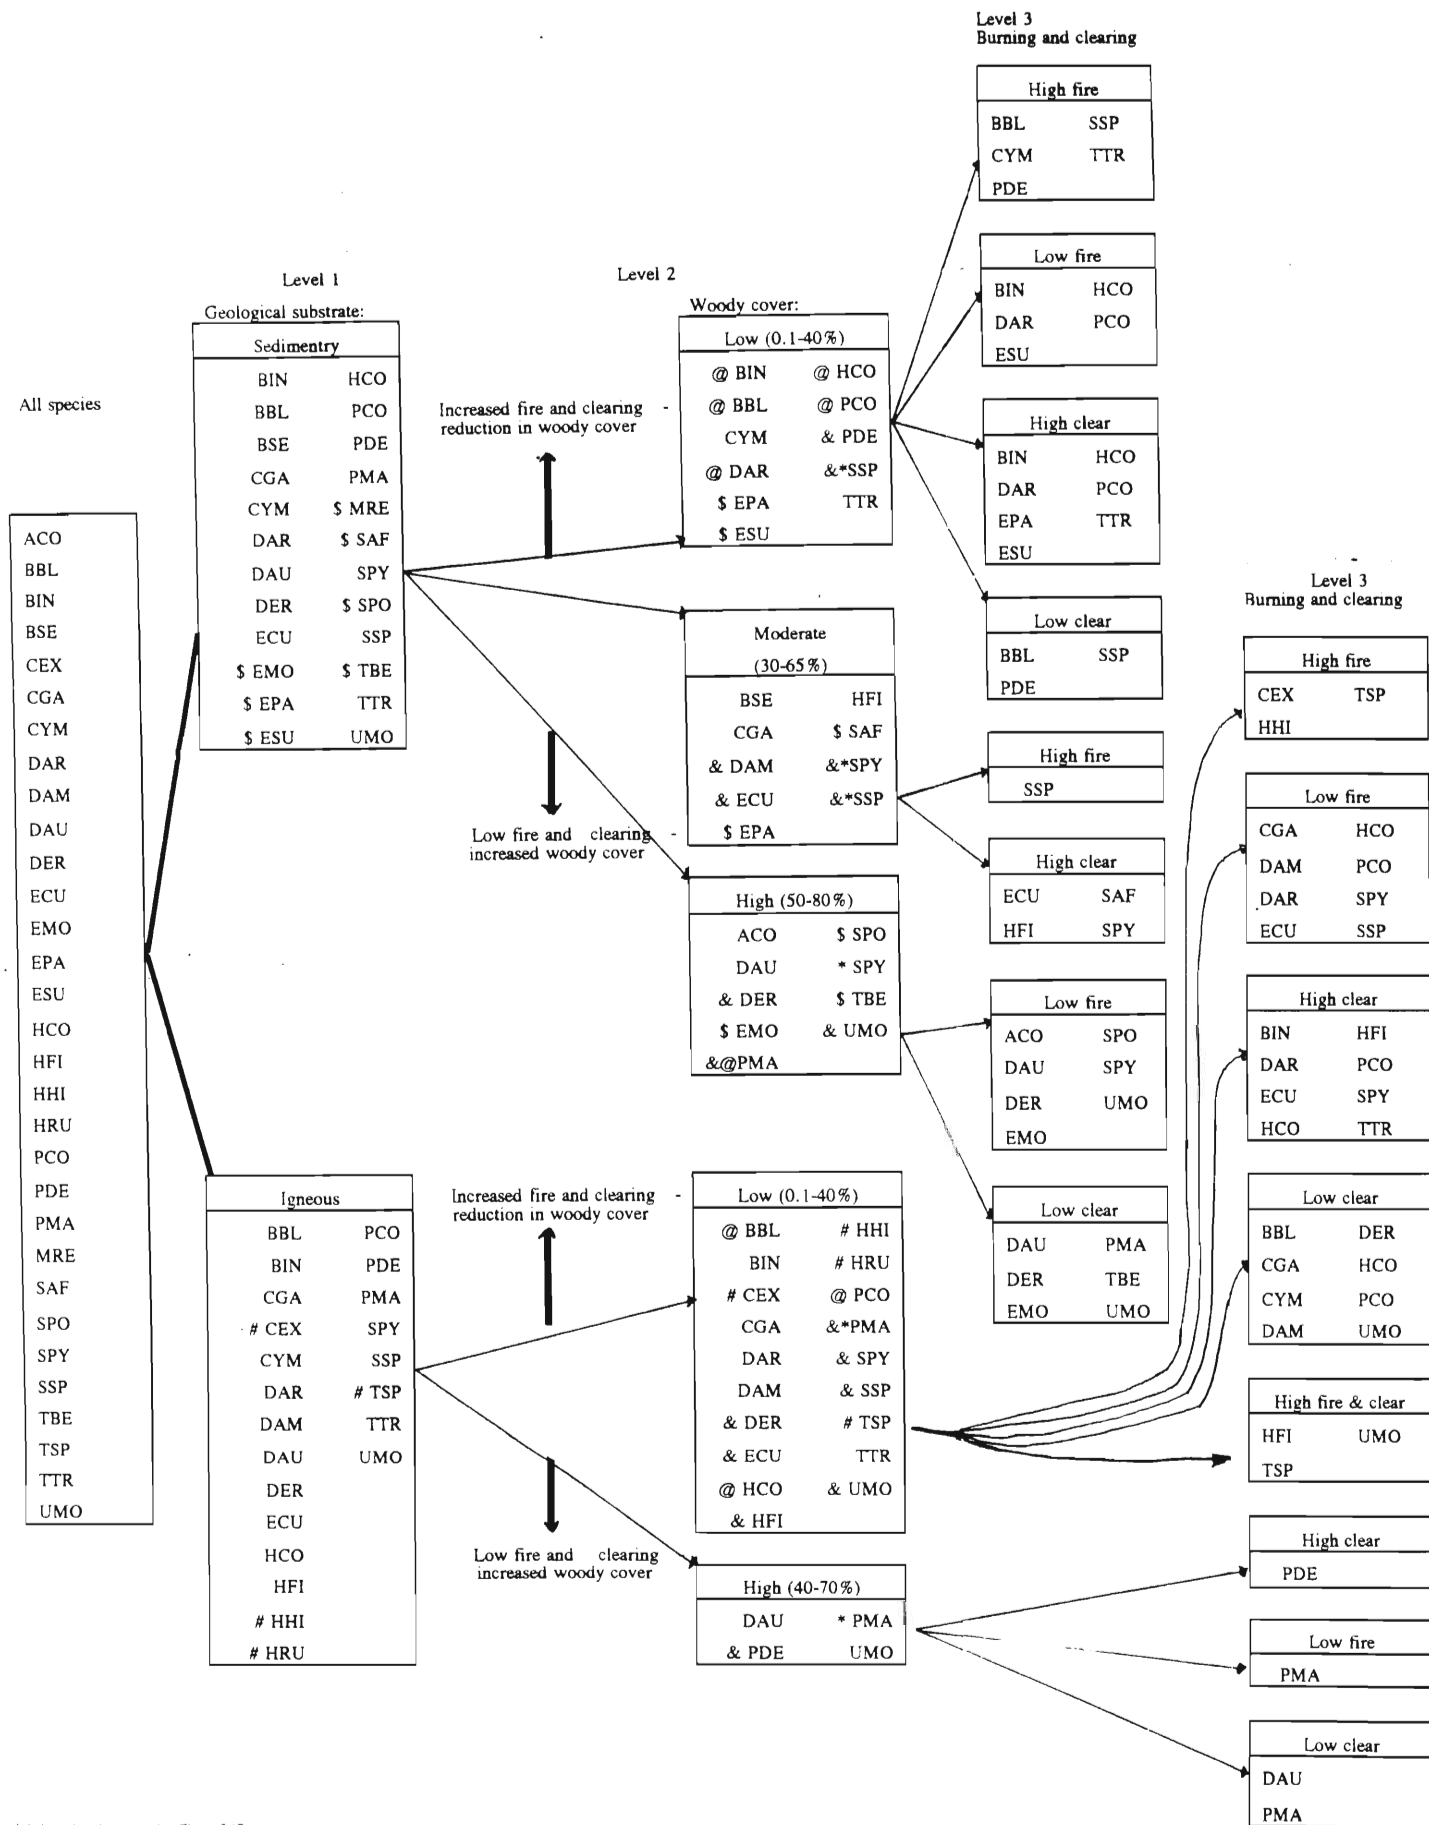 Level 3
Burning and clearing
High fire
BBL SSP
CYM TTR
PDE
Low fire
BIN HCO
DAR PCO
ESU
High clear
BIN HCO
DAR PCO
EPA TTR
ESU
Low clear
BBL SSP
PDE
High fire
SSP
High clear
ECU SAF
HFI SPY
Low fire
ACO SPO
DAU SPY
DER UMO
EMO
Low clear
DAU PMA
DER TBE
EMO UMO
Level 2
Woody cover:
Low (0.1-40%)
@ BIN @ HCO
@ BBL @ PCO
CYM & PDE
@ DAR &*SSP
$ EPA TTR
$ ESU
Moderate
(30-65%)
BSE HFI
CGA $ SAF
& DAM &*SPY
& ECU &*SSP
$ EPA
High (50-80%)
ACO $ SPO
DAU * SPY
& DER $ TBE
$ EMO & UMO
&@PMA
Increased fire and clearing -
reduction in woody cover
Low fire and clearing -
increased woody cover
Level 1
Geological substrate:
Sedimentry
BIN HCO
BBL PCO
BSE PDE
CGA PMA
CYM $ MRE
DAR $ SAF
DAU SPY
DER $ SPO
ECU SSP
$ EMO $ TBE
$ EPA TTR
$ ESU UMO
All species
ACO
BBL
BIN
BSE
CEX
CGA
CYM
DAR
DAM
DAU
DER
ECU
EMO
EPA
ESU
HCO
HFI
HHI
HRU
PCO
PDE
PMA
MRE
SAF
SPO
SPY
SSP
TBE
TSP
TTR
UMO
Igneous
BBL PCO
BIN PDE
CGA PMA
# CEX SPY
CYM SSP
DAR # TSP
DAM TTR
DAU UMO
DER
ECU
HCO
HFI
# HHI
# HRU
Increased fire and clearing -
reduction in woody cover
Low fire and clearing
increased woody cover
Low (0.1-40%)
@ BBL # HHI
BIN # HRU
# CEX @ PCO
CGA &*PMA
DAR & SPY
DAM & SSP
& DER # TSP
& ECU TTR
@ HCO & UMO
& HFI
High (40-70%)
DAU * PMA
& PDE UMO
Level 3
Burning and clearing
High fire
CEX TSP
HHI
Low fire
CGA HCO
DAM PCO
DAR SPY
ECU SSP
High clear
BIN HFI
DAR PCO
ECU SPY
HCO TTR
Low clear
BBL DER
CGA HCO
CYM PCO
DAM UMO
High fire & clear
HFI UMO
TSP
High clear
PDE
Low fire
PMA
Low clear
DAU
PMA